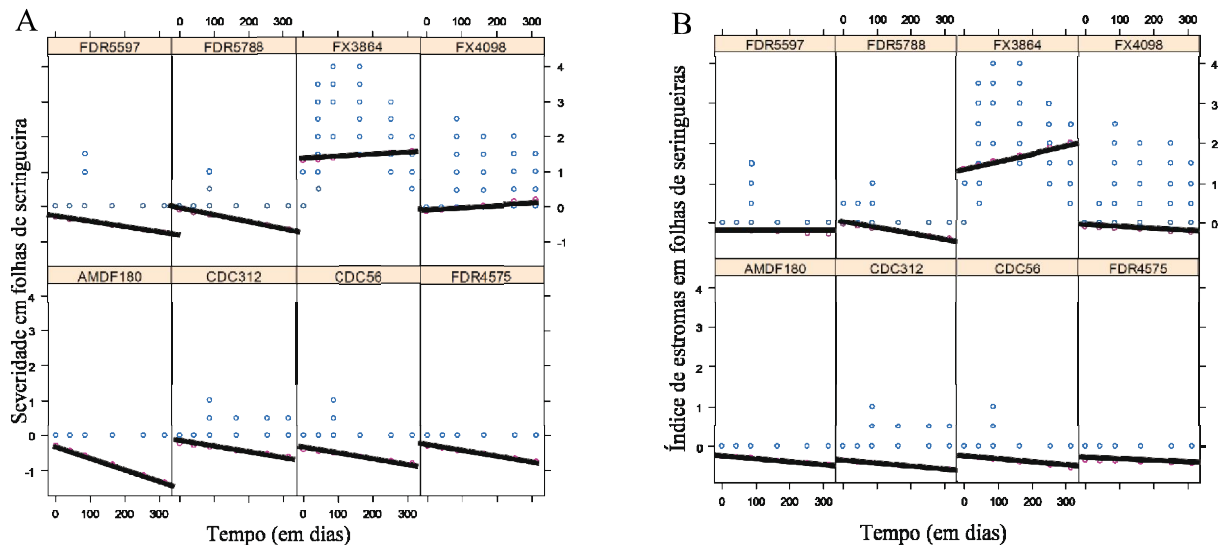 A
0 100 200 300 0 100 200 300
FDR5597 FDR5788 FX3864 FX4098
4
3
2
1
0
-1
AMDF180 CDC312 CDC56 FDR4575
4
3
2
1
0
-1
0 100 200 300 0 100 200 300
Severidade em folhas de seringueira
Tempo (em dias)
B
0 100 200 300 0 100 200 300
FDR5597 FDR5788 FX3864 FX4098
4
3
2
1
0
AMDF180 CDC312 CDC56 FDR4575
4
3
2
1
0
0 100 200 300 0 100 200 300
Índice de estromas em folhas de seringueiras
Tempo (em dias)